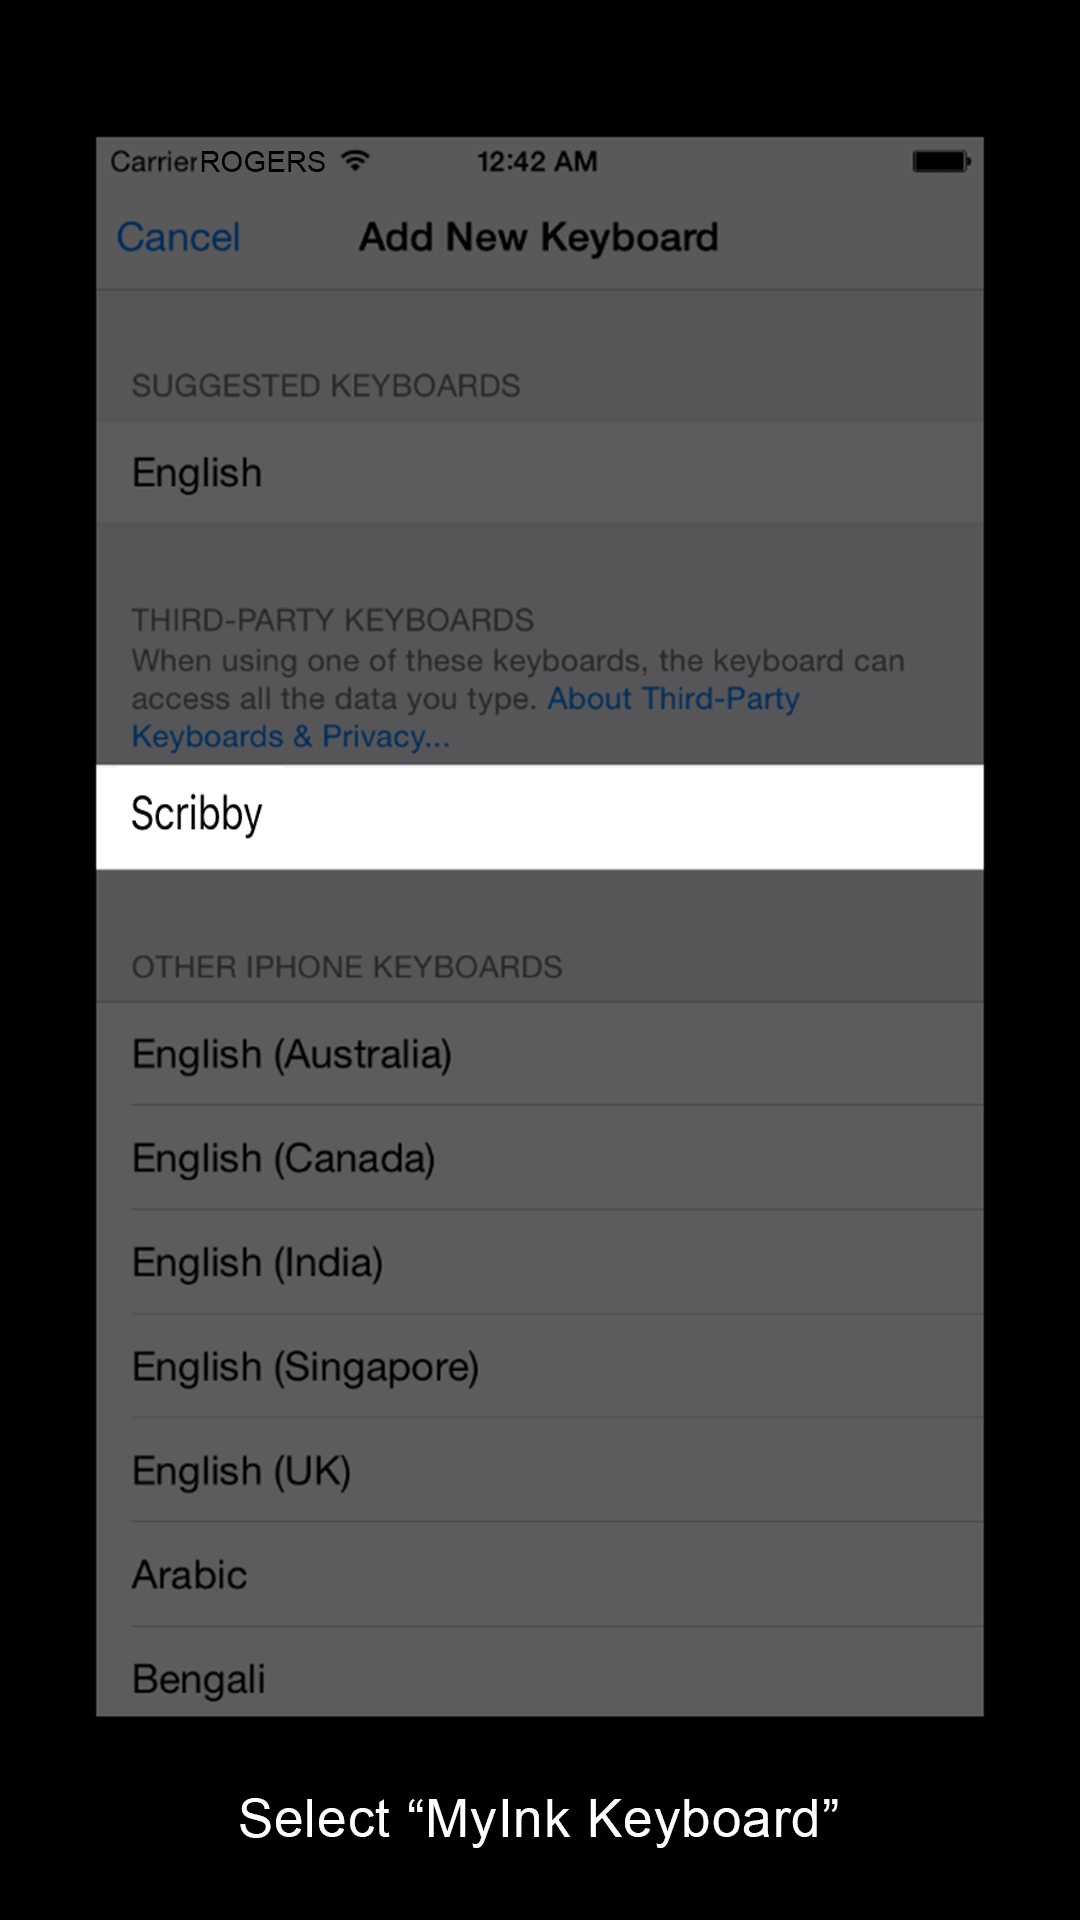 CarrierROGERS 12:42 AM
Cancel Add New Keyboard
SUGGESTED KEYBOARDS
English
THIRD-PARTY KEYBOARDS
When using one of these keyboards, the keyboard can
access all the data you type. About Third-Party
Keyboards & Privacy...
Scribby
OTHER IPHONE KEYBOARDS
English (Australia)
English (Canada)
English (India)
English (Singapore)
English (UK)
Arabic
Bengali
Select “MyInk Keyboard”